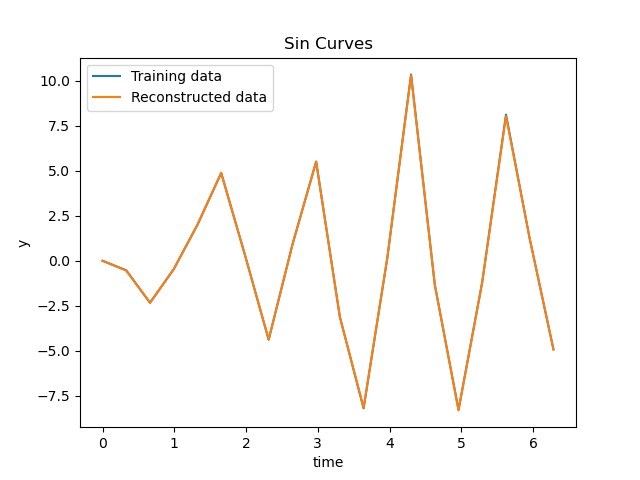 Sin Curves
Training data
Reconstructed data
10.0
7.5
5.0
2.5
0.0
−2.5
−5.0
−7.5
y
0 1 2 3 4 5 6
time